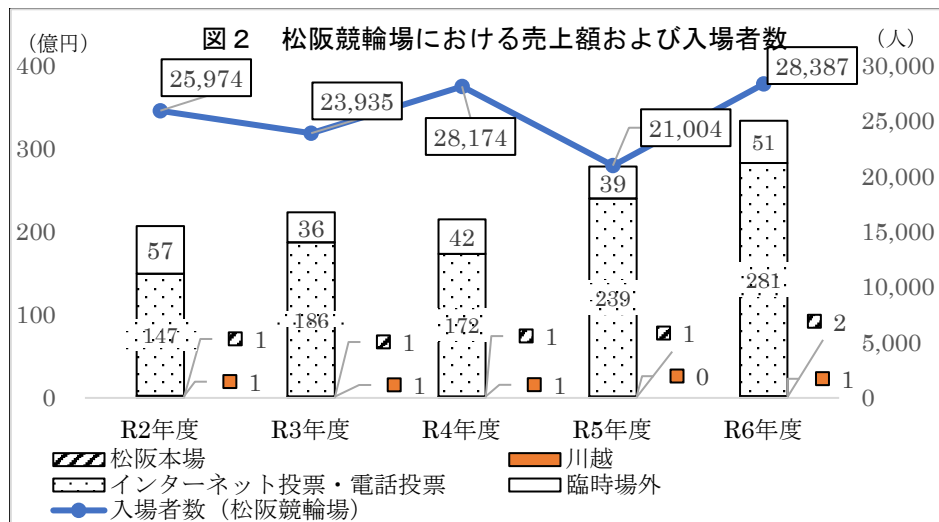 図２　松阪競輪場における売上額および入場者数
（億円）
（人）
400
300
200
100
0
30,000
25,000
20,000
15,000
10,000
5,000
0
25,974
23,935
28,174
21,004
28,387
57
36
42
39
51
147
186
172
239
281
1
1
1
1
2
1
1
1
0
1
R2年度
R3年度
R4年度
R5年度
R6年度
松阪本場
川越
インターネット投票・電話投票
臨時場外
入場者数（松阪競輪場）